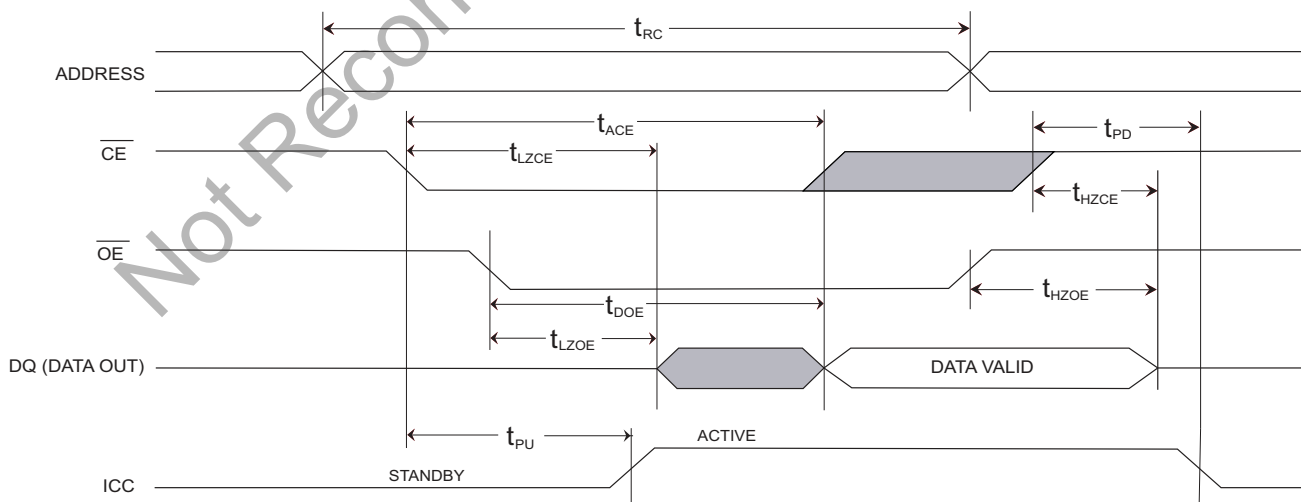 tRC
ADDRESS
tACE
tPD
CE
tLZCE
tHZCE
Not Recom
OE
tHZOE
tDOE
tLZOE
DQ (DATA OUT)
DATA VALID
tPU
ACTIVE
STANDBY
ICC